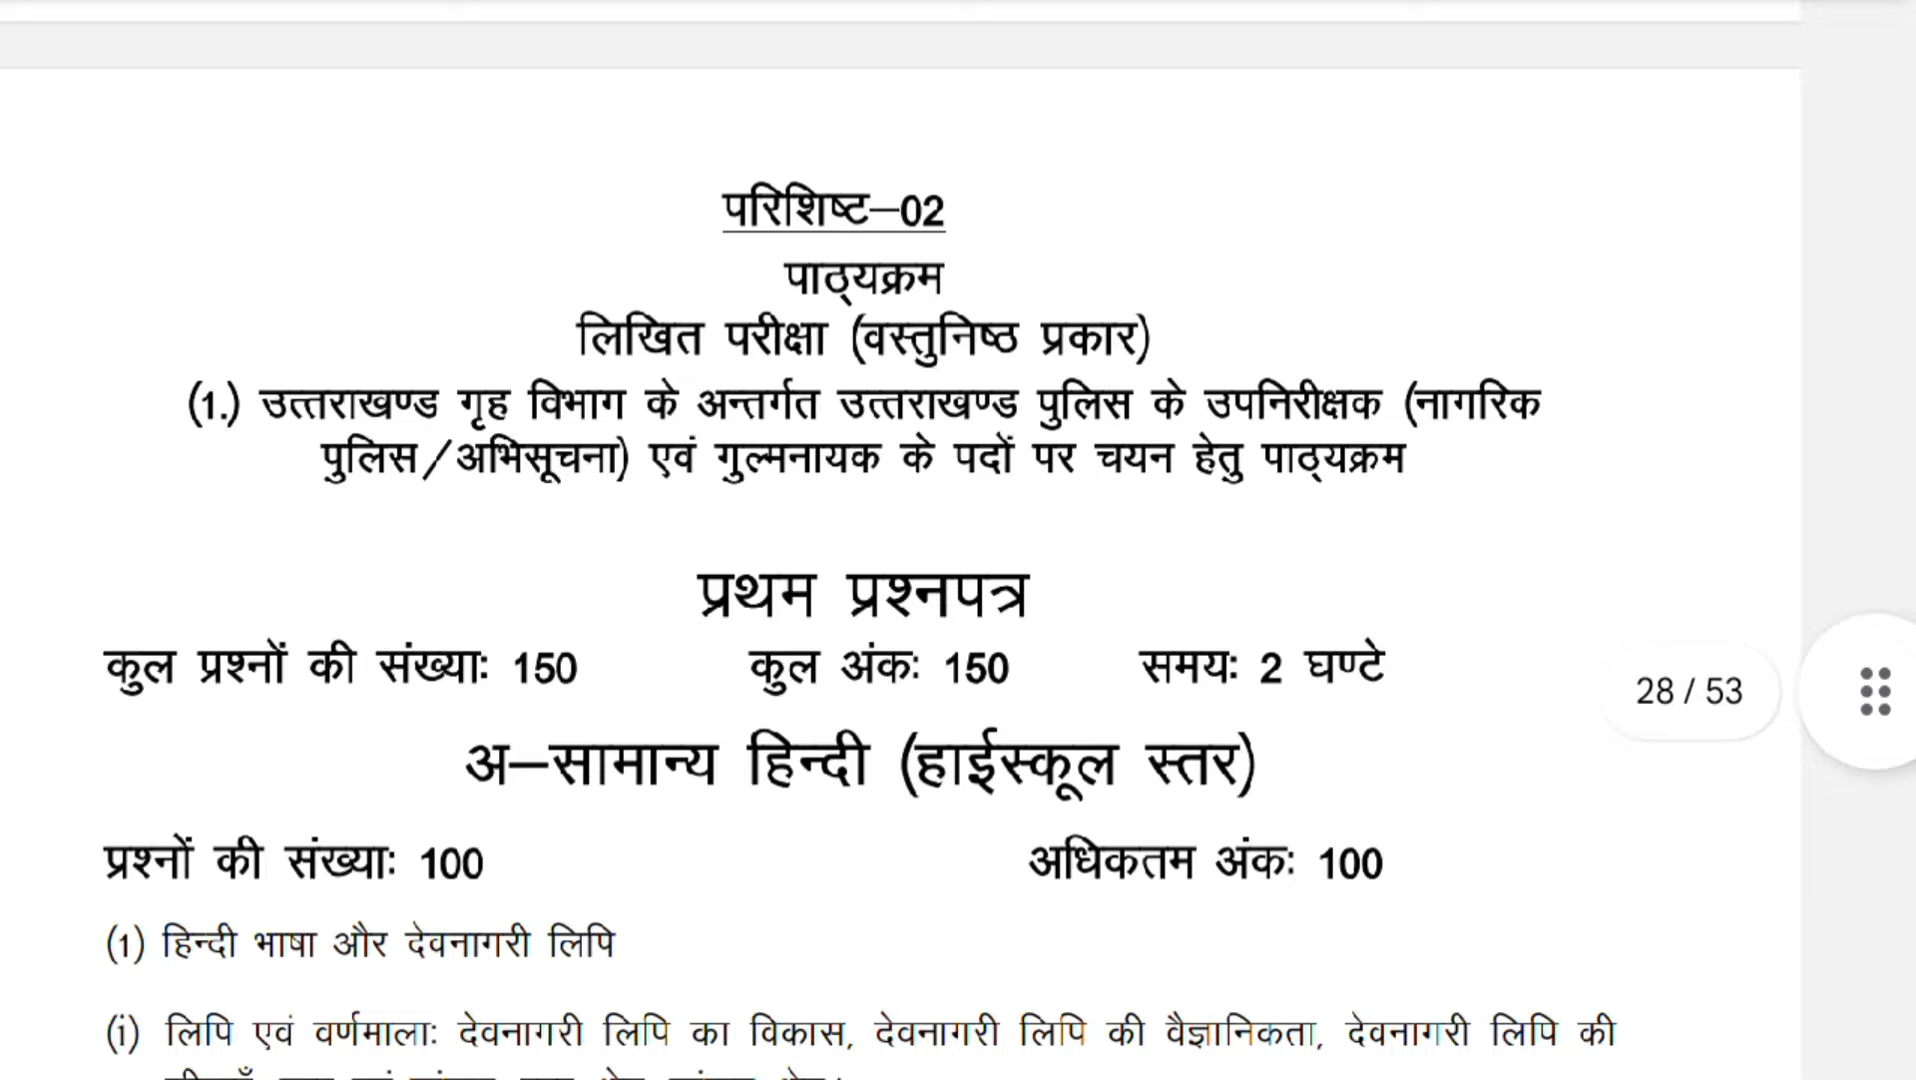 परिशिष्ट–02
पाठ्यक्रम
लिखित परीक्षा (वस्तुनिष्ठ प्रकार)
(1.) उत्तराखण्ड गृह विभाग के अन्तर्गत उत्तराखण्ड पुलिस के उपनिरीक्षक (नागरिक
पुलिस/अभिसूचना) एवं गुल्मनायक के पदों पर चयन हेतु पाठ्यक्रम
प्रथम प्रश्नपत्र
कुल प्रश्नों की संख्याः 150 कुल अंकः 150 समयः 2 घण्टे
28 / 53
अ–सामान्य हिन्दी (हाईस्कूल स्तर)
प्रश्नों की संख्याः 100 अधिकतम अंकः 100
(1) हिन्दी भाषा और देवनागरी लिपि
(i) लिपि एवं वर्णमालाः देवनागरी लिपि का विकास, देवनागरी लिपि की वैज्ञानिकता, देवनागरी लिपि की